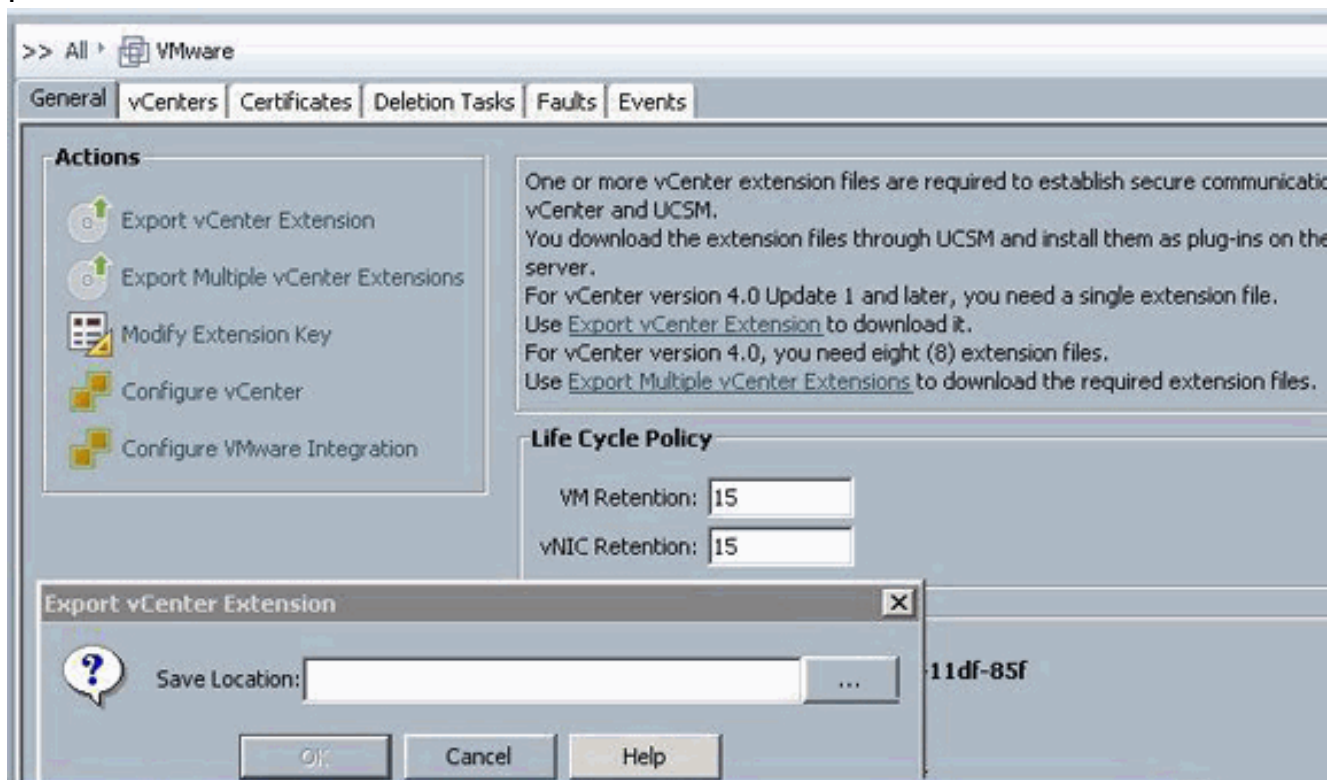 >> All VMware
General vCenters Certificates Deletion Tasks Faults Events
Actions
Export vCenter Extension
Export Multiple vCenter Extensions
Modify Extension Key
Configure vCenter
Configure VMware Integration
One or more vCenter extension files are required to establish secure communicatio
vCenter and UCSM.
You download the extension files through UCSM and install them as plug-ins on the
server.
For vCenter version 4.0 Update 1 and later, you need a single extension file.
Use Export vCenter Extension to download it.
For vCenter version 4.0, you need eight (8) extension files.
Use Export Multiple vCenter Extensions to download the required extension files.
Life Cycle Policy
VM Retention: 15
vNIC Retention: 15
Export vCenter Extension
Save Location: ...
11df-85f
OK Cancel Help